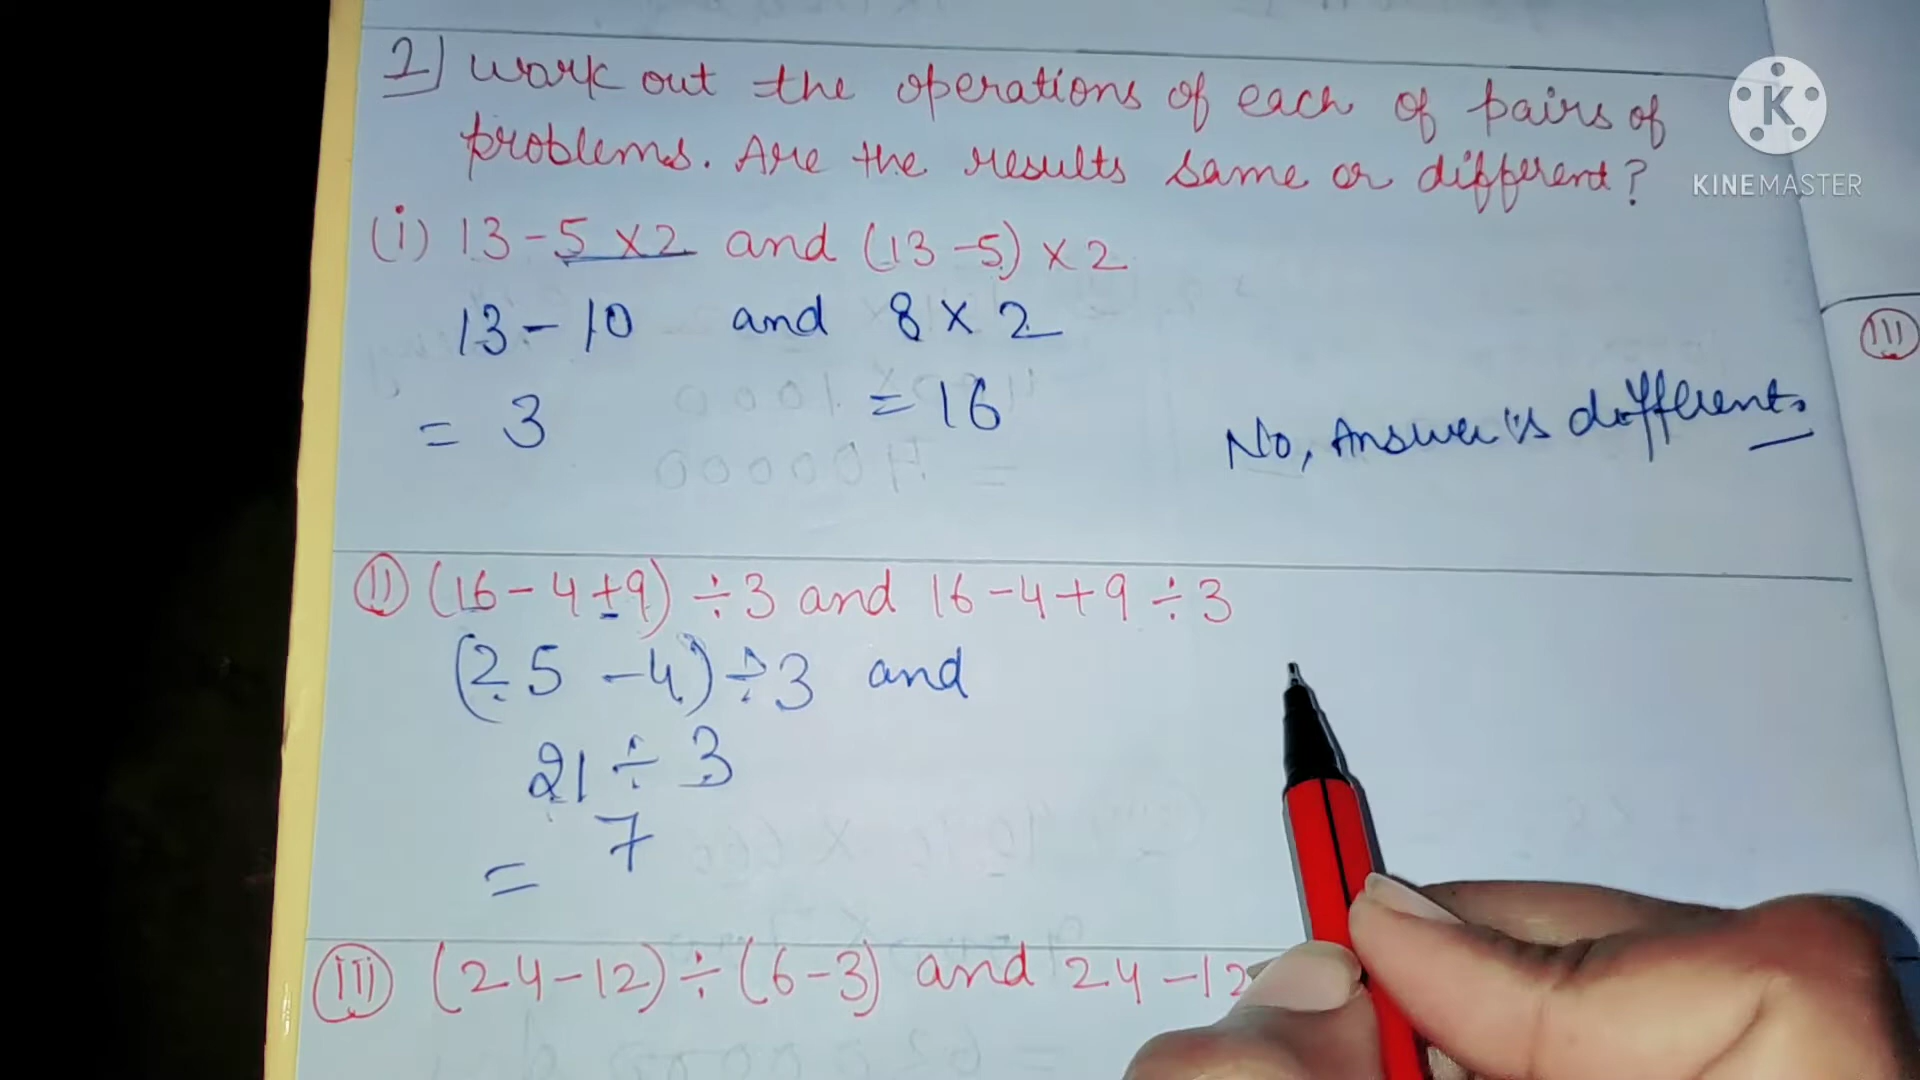 2) Work out the operations of each of pairs of
problems. Are the results same or different?
(i) 13 - 5 × 2 and (13 - 5) × 2
13 - 10 and 8 × 2
= 3 = 16
No, Answer is different.
(II) (16 - 4 + 9) ÷ 3 and 16 - 4 + 9 ÷ 3
(25 - 4) ÷ 3 and
21 ÷ 3
= 7
(III) (24 - 12) ÷ (6 - 3) and 24 - 12
(III)
K
KINEMASTER